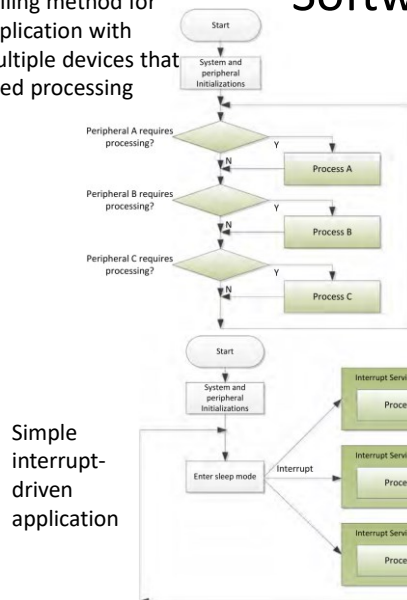 Softw
lling method for
plication with
ultiple devices that
ed processing
Start
System and
peripheral
Initializations
Peripheral A requires
processing?
Y
N
Process A
Peripheral B requires
processing?
Y
N
Process B
Peripheral C requires
processing?
Y
N
Process C
Start
System and
peripheral
Initializations
Simple
interrupt-
driven
application
Enter sleep mode
Interrupt
Interrupt Servi
Proce
Interrupt Servi
Proce
Interrupt Servi
Proce